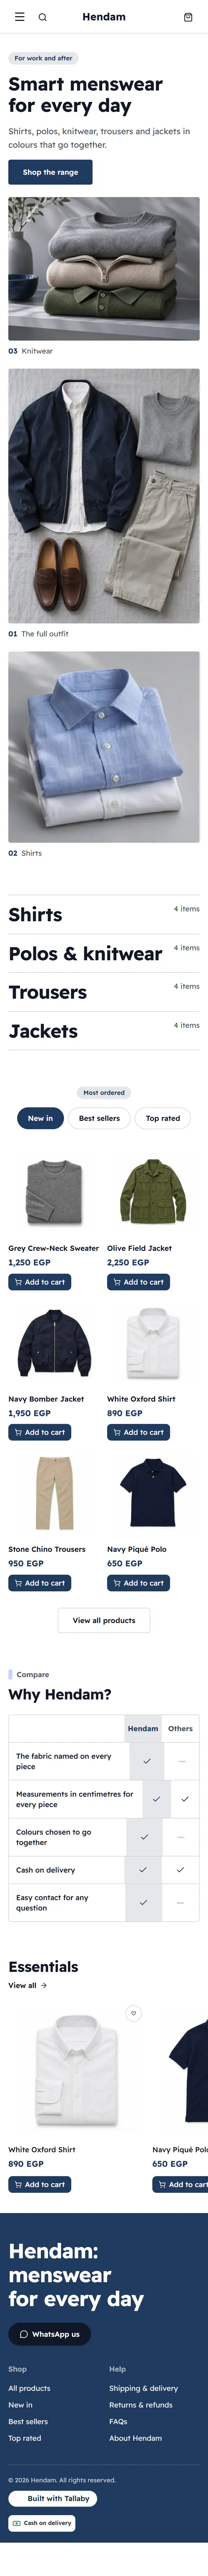 Hendam
For work and after
Smart menswear
for every day
Shirts, polos, knitwear, trousers and jackets in
colours that go together.
Shop the range
03 Knitwear
01 The full outfit
02 Shirts
Shirts
4 items
Polos & knitwear
4 items
Trousers
4 items
Jackets
4 items
Most ordered
New in
Best sellers
Top rated
Grey Crew-Neck Sweater
1,250 EGP
Add to cart
Olive Field Jacket
2,250 EGP
Add to cart
Navy Bomber Jacket
1,950 EGP
Add to cart
White Oxford Shirt
890 EGP
Add to cart
Stone Chino Trousers
950 EGP
Add to cart
Navy Piqué Polo
650 EGP
Add to cart
View all products
Compare
Why Hendam?
Hendam
Others
The fabric named on every
piece
Measurements in centimetres for
every piece
Colours chosen to go
together
Cash on delivery
Easy contact for any
question
Essentials
View all
White Oxford Shirt
890 EGP
Add to cart
Navy Piqué Polo
650 EGP
Add to cart
Hendam:
menswear
for every day
WhatsApp us
Shop
All products
New in
Best sellers
Top rated
Help
Shipping & delivery
Returns & refunds
FAQs
About Hendam
© 2026 Hendam. All rights reserved.
Built with Tallaby
Cash on delivery